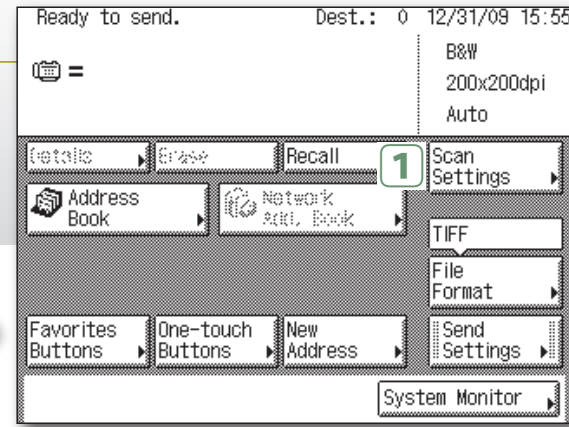 Ready to send. Dest.: 0 12/31/09 15:55
B&W
= 200x200dpi
Auto
Details Erase Recall 1 Scan
Settings
Address
Book
Network
Add. Book
TIFF
File
Format
Favorites
Buttons
One-touch
Buttons
New
Address
Send
Settings
System Monitor